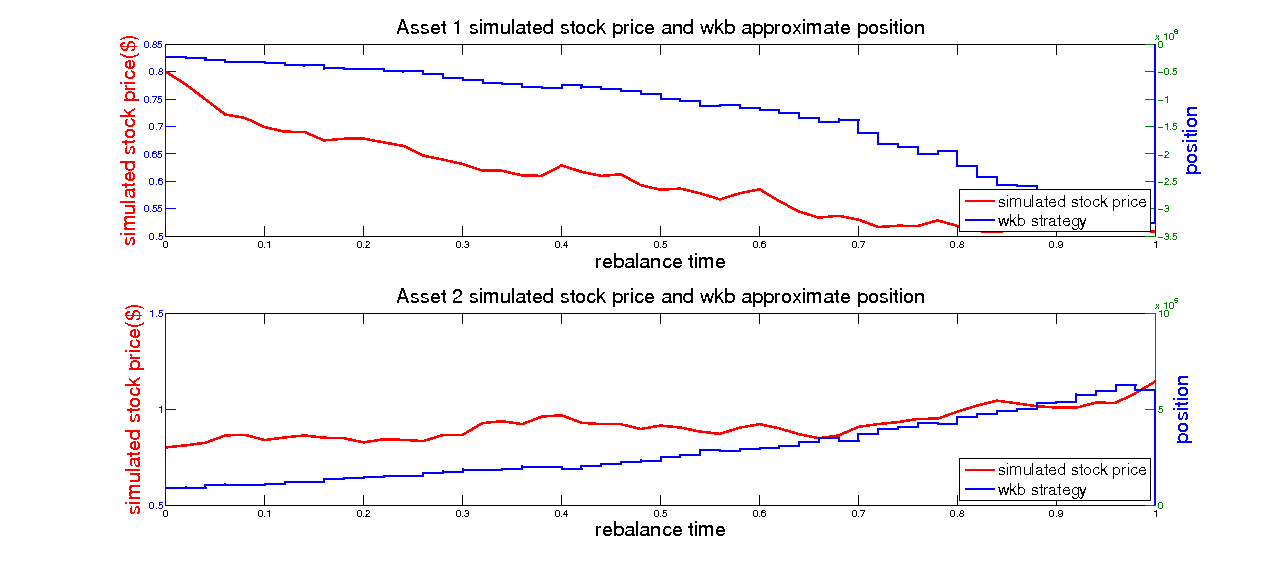 Asset 1 simulated stock price and wkb approximate position
simulated stock price($)
0.85
0.8
0.75
0.7
0.65
0.6
0.55
0.5
0 0.1 0.2 0.3 0.4 0.5 0.6 0.7 0.8 0.9 1
rebalance time
0
-0.5
-1
-1.5
-2
-2.5
-3
-3.5
position
simulated stock price
wkb strategy
Asset 2 simulated stock price and wkb approximate position
simulated stock price($)
1.5
1
0.5
0 0.1 0.2 0.3 0.4 0.5 0.6 0.7 0.8 0.9 1
rebalance time
10
5
0
position
simulated stock price
wkb strategy